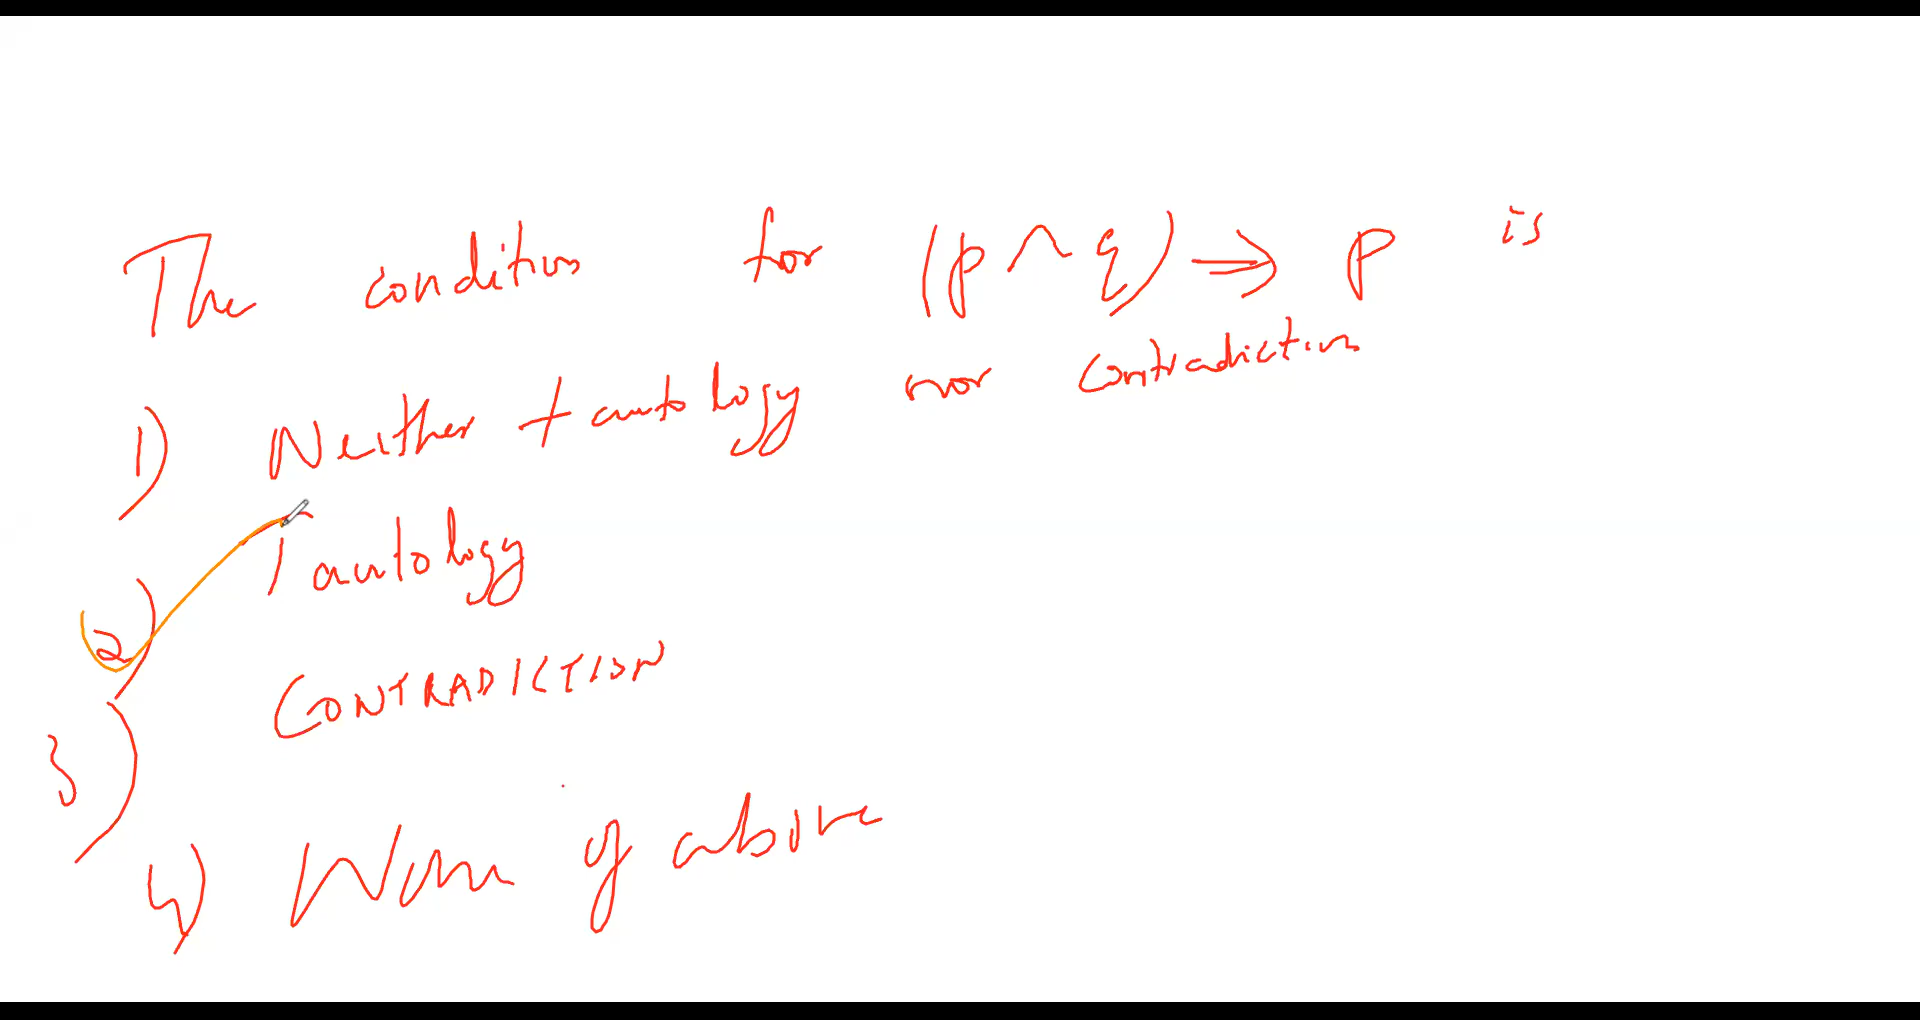 The condition for (p ∧ q) ⇒ p is
1) Neither tautology nor contradiction
2) Tautology
3) CONTRADICTION
4) None of above